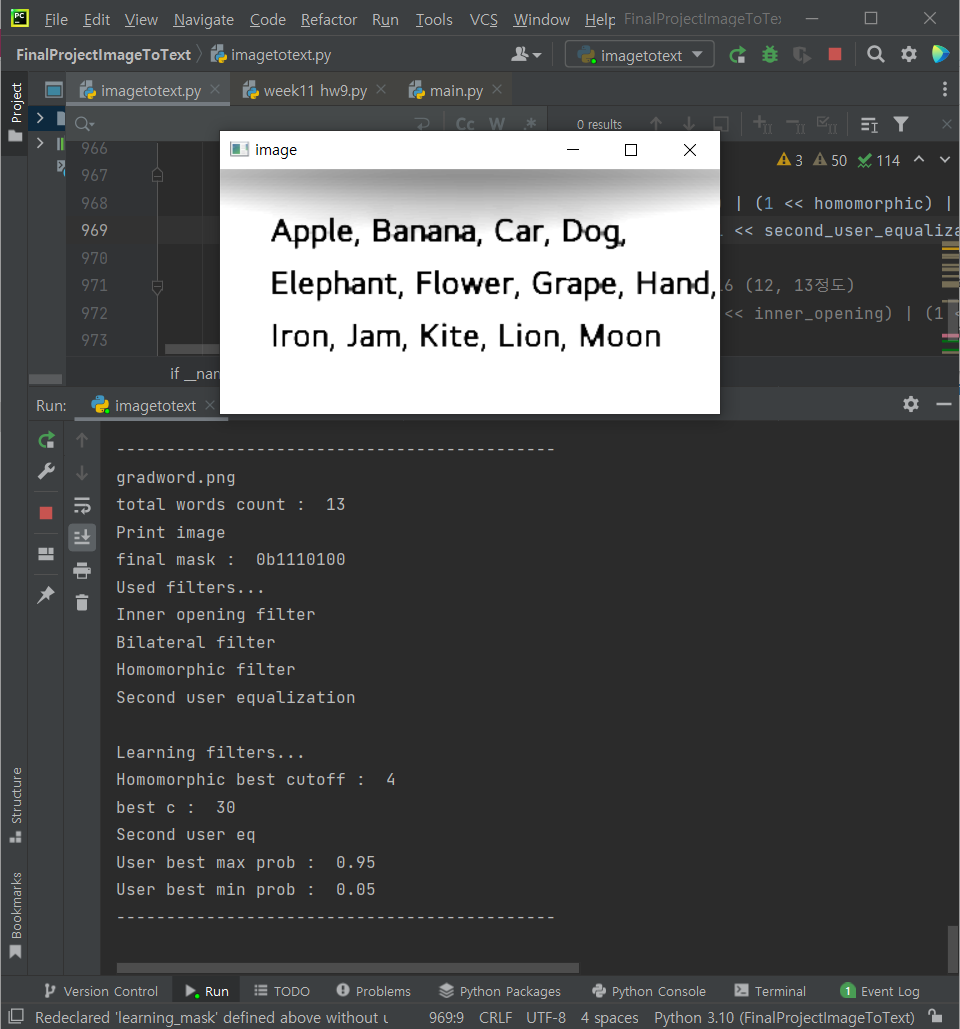 File Edit View Navigate Code Refactor Run Tools VCS Window Help FinalProjectImageToTex
FinalProjectImageToText imagetotext.py imagetotext
Project
imagetotext.py week11 hw9.py main.py
Cc W .* 0 results
966
967 3 50 114
968 | (1 << homomorphic) |
969 << second_user_equaliza
970
971 6 (12, 13정도)
972 << inner_opening) | (1 <
973
if __nam
image
Apple, Banana, Car, Dog,
Elephant, Flower, Grape, Hand,
Iron, Jam, Kite, Lion, Moon
Run: imagetotext
-------------------------------------------
gradword.png
total words count :  13
Print image
final mask :  0b1110100
Used filters...
Inner opening filter
Bilateral filter
Homomorphic filter
Second user equalization
Learning filters...
Homomorphic best cutoff :  4
best c :  30
Second user eq
User best max prob :  0.95
User best min prob :  0.05
-------------------------------------------
Structure
Bookmarks
Version Control Run TODO Problems Python Packages Python Console Terminal 1 Event Log
Redeclared 'learning_mask' defined above without u 969:9 CRLF UTF-8 4 spaces Python 3.10 (FinalProjectImageToText)